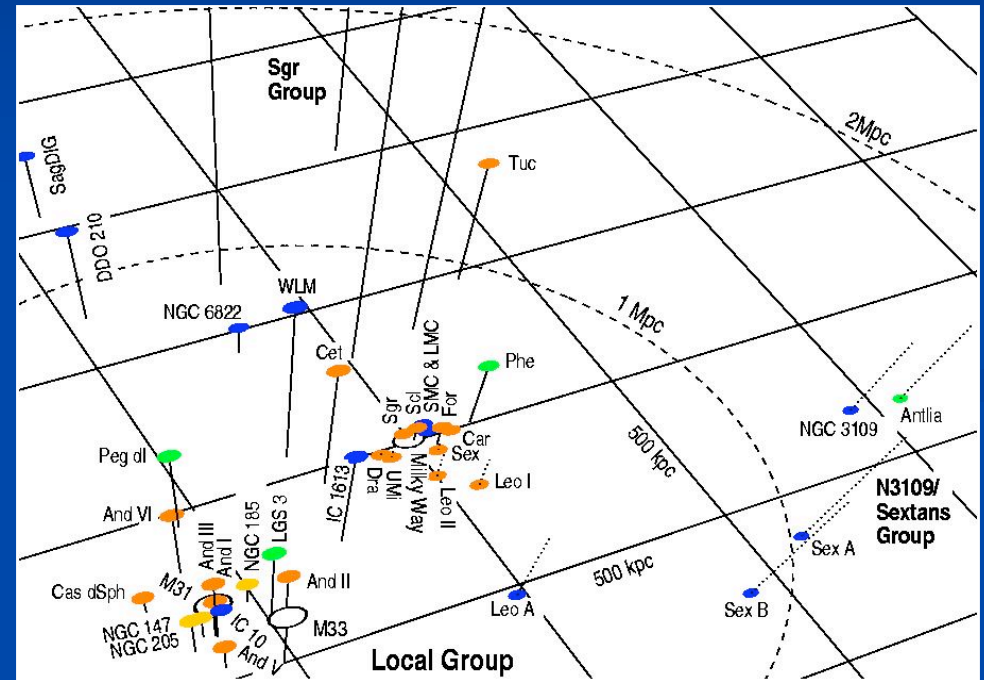 Sgr
Group
2Mpc
SagDIG
Tuc
DDO 210
WLM
NGC 6822
1 Mpc
Cet
SMC & LMC
Phe
Scl
For
Sgr
Car
NGC 3109
Antlia
Peg dI
Sex
500 kpc
IC 1613
Dra
UMi
Milky Way
Leo II
Leo I
N3109/
Sextans
Group
And VI
And III
And I
NGC 185
LGS 3
Sex A
Cas dSph
M31
And II
500 kpc
Leo A
Sex B
NGC 147
NGC 205
IC 10
M33
And V
Local Group